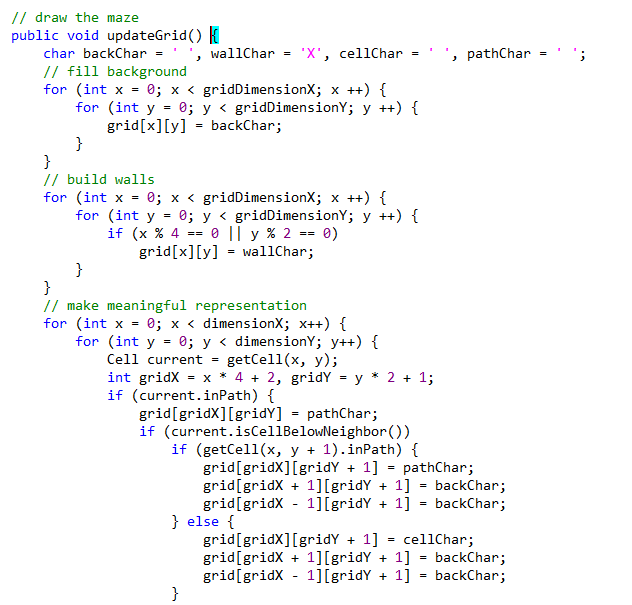 // draw the maze
public void updateGrid() {
    char backChar = ' ', wallChar = 'X', cellChar = ' ', pathChar = ' ';
    // fill background
    for (int x = 0; x < gridDimensionX; x ++) {
        for (int y = 0; y < gridDimensionY; y ++) {
            grid[x][y] = backChar;
        }
    }
    // build walls
    for (int x = 0; x < gridDimensionX; x ++) {
        for (int y = 0; y < gridDimensionY; y ++) {
            if (x % 4 == 0 || y % 2 == 0)
                grid[x][y] = wallChar;
        }
    }
    // make meaningful representation
    for (int x = 0; x < dimensionX; x++) {
        for (int y = 0; y < dimensionY; y++) {
            Cell current = getCell(x, y);
            int gridX = x * 4 + 2, gridY = y * 2 + 1;
            if (current.inPath) {
                grid[gridX][gridY] = pathChar;
                if (current.isCellBelowNeighbor())
                    if (getCell(x, y + 1).inPath) {
                        grid[gridX][gridY + 1] = pathChar;
                        grid[gridX + 1][gridY + 1] = backChar;
                        grid[gridX - 1][gridY + 1] = backChar;
                    } else {
                        grid[gridX][gridY + 1] = cellChar;
                        grid[gridX + 1][gridY + 1] = backChar;
                        grid[gridX - 1][gridY + 1] = backChar;
                    }